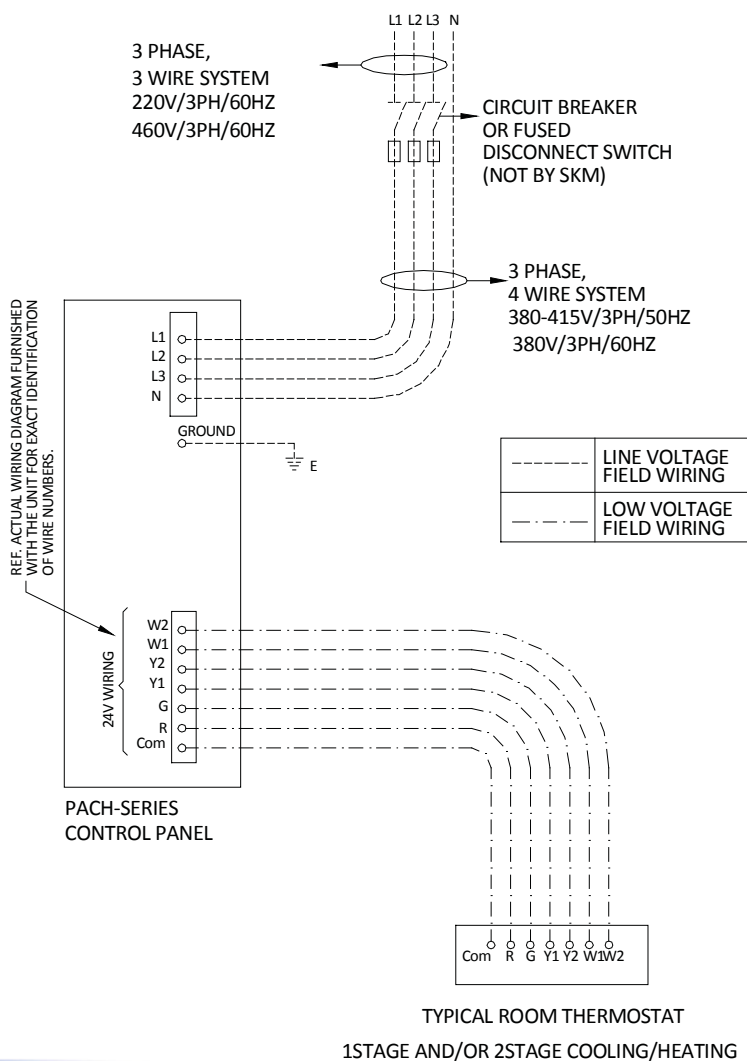 L1 L2 L3 N
3 PHASE,
3 WIRE SYSTEM
220V/3PH/60HZ
460V/3PH/60HZ
CIRCUIT BREAKER
OR FUSED
DISCONNECT SWITCH
(NOT BY SKM)
3 PHASE,
4 WIRE SYSTEM
380-415V/3PH/50HZ
380V/3PH/60HZ
REF. ACTUAL WIRING DIAGRAM FURNISHED
WITH THE UNIT FOR EXACT IDENTIFICATION
OF WIRE NUMBERS.
L1
L2
L3
N
GROUND
E
LINE VOLTAGE
FIELD WIRING
LOW VOLTAGE
FIELD WIRING
24V WIRING
W2
W1
Y2
Y1
G
R
Com
PACH-SERIES
CONTROL PANEL
Com R G Y1 Y2 W1 W2
TYPICAL ROOM THERMOSTAT
1STAGE AND/OR 2STAGE COOLING/HEATING